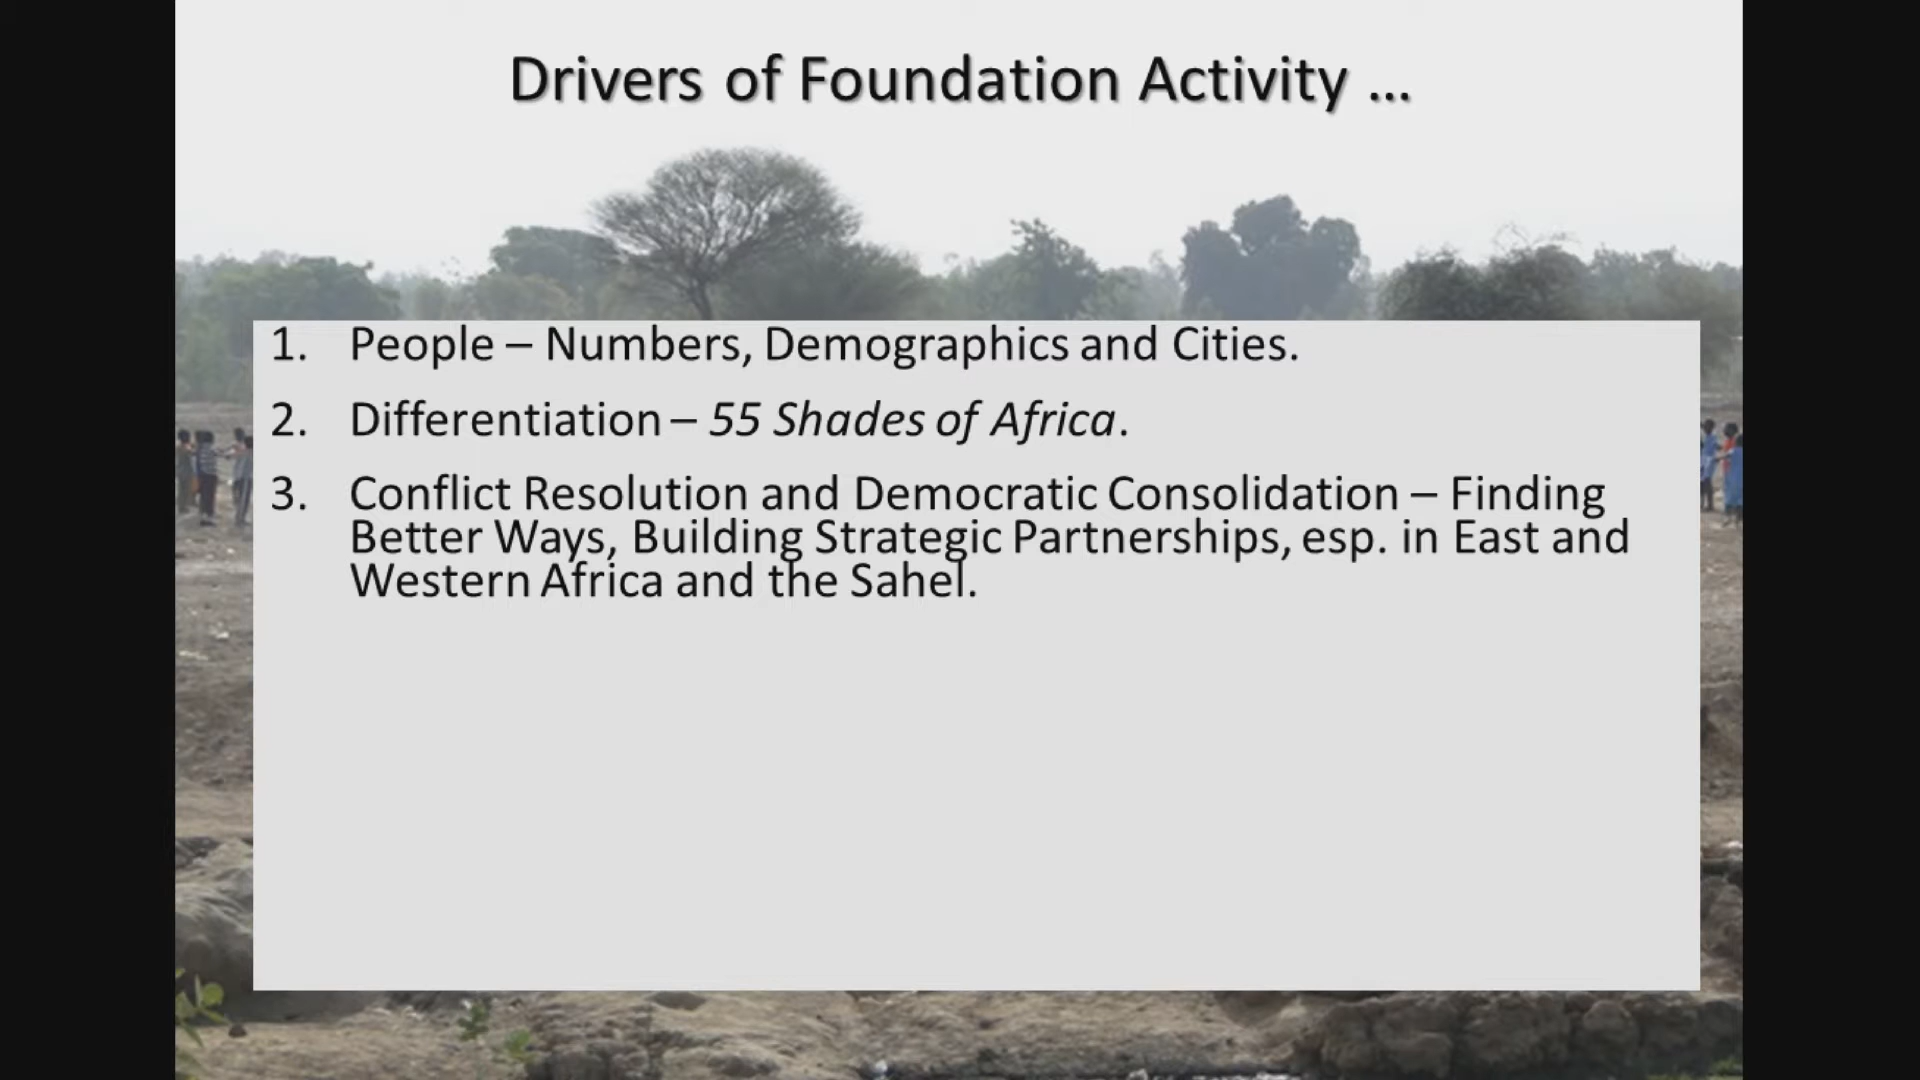 Drivers of Foundation Activity ...
1. People – Numbers, Demographics and Cities.
2. Differentiation – 55 Shades of Africa.
3. Conflict Resolution and Democratic Consolidation – Finding
Better Ways, Building Strategic Partnerships, esp. in East and
Western Africa and the Sahel.